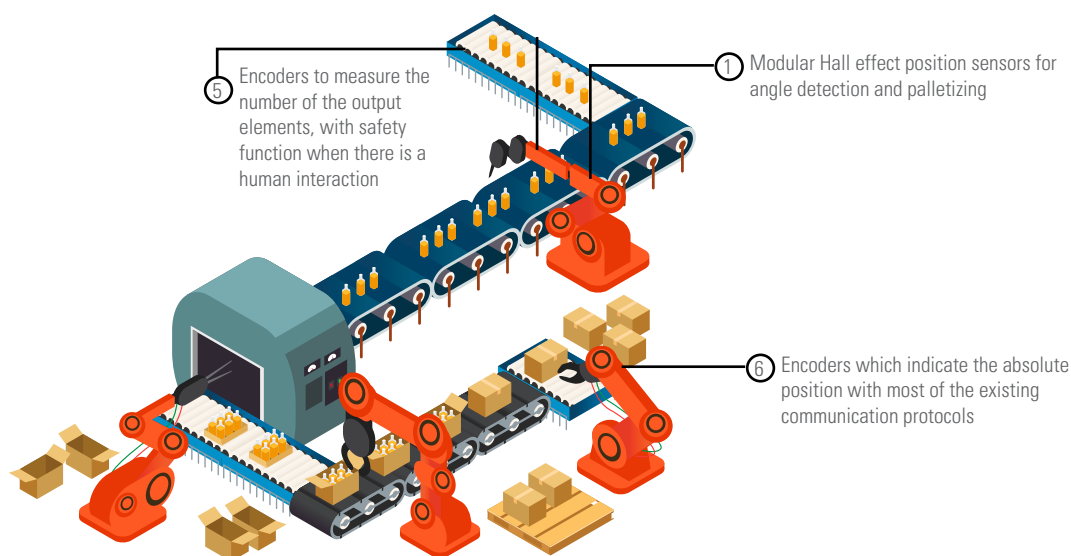 5
Encoders to measure the
number of the output
elements, with safety
function when there is a
human interaction
1
Modular Hall effect position sensors for
angle detection and palletizing
6
Encoders which indicate the absolute
position with most of the existing
communication protocols